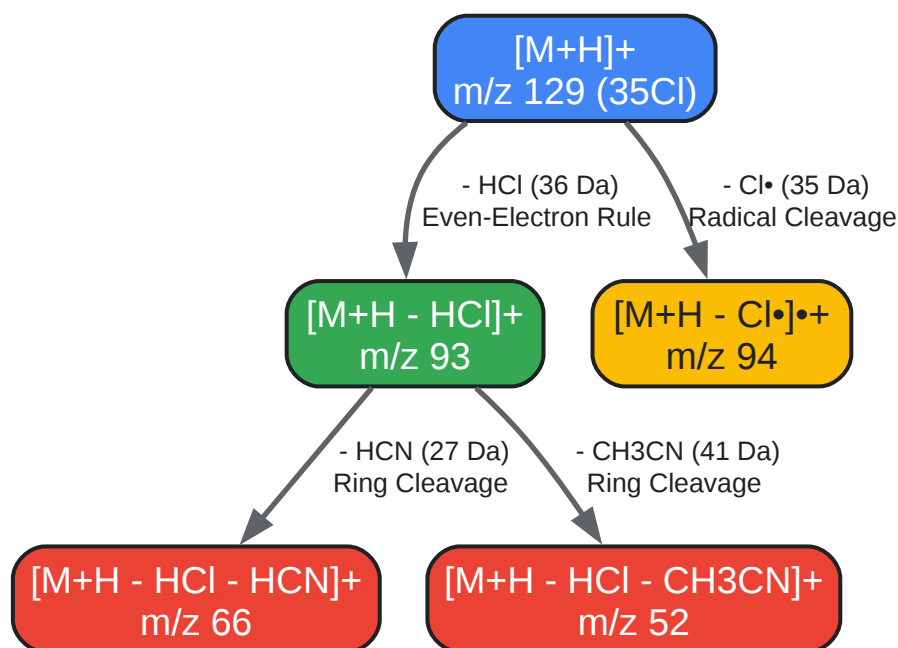 [M+H]+
m/z 129 (35Cl)
- HCl (36 Da)
Even-Electron Rule
- Cl• (35 Da)
Radical Cleavage
[M+H - HCl]+
m/z 93
[M+H - Cl•]•+
m/z 94
- HCN (27 Da)
Ring Cleavage
- CH3CN (41 Da)
Ring Cleavage
[M+H - HCl - HCN]+
m/z 66
[M+H - HCl - CH3CN]+
m/z 52